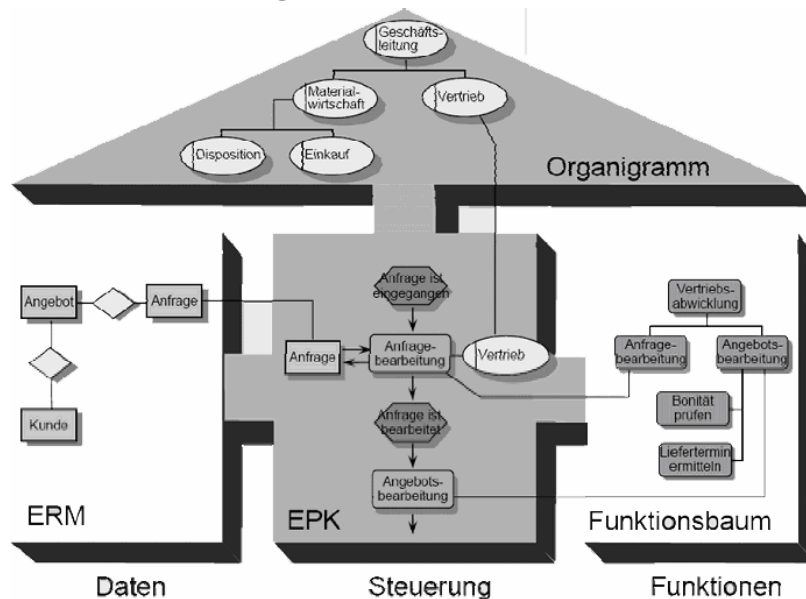 Geschäfts-
leitung
Material-
wirtschaft
Vertrieb
Disposition
Einkauf
Organigramm
Angebot
Anfrage
Kunde
ERM
Anfrage ist
eingegangen
Anfrage
Anfrage-
bearbeitung
Vertrieb
Anfrage ist
bearbeitet
Angebots-
bearbeitung
EPK
Vertriebs-
abwicklung
Anfrage-
bearbeitung
Angebots-
bearbeitung
Bonität
prüfen
Liefertermin
ermitteln
Funktionsbaum
Daten
Steuerung
Funktionen